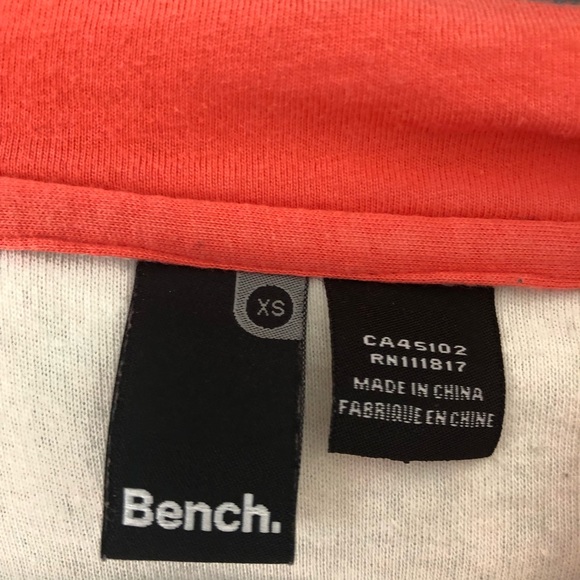 XS
Bench.
CA45102
RN111817
MADE IN CHINA
FABRIQUE EN CHINE